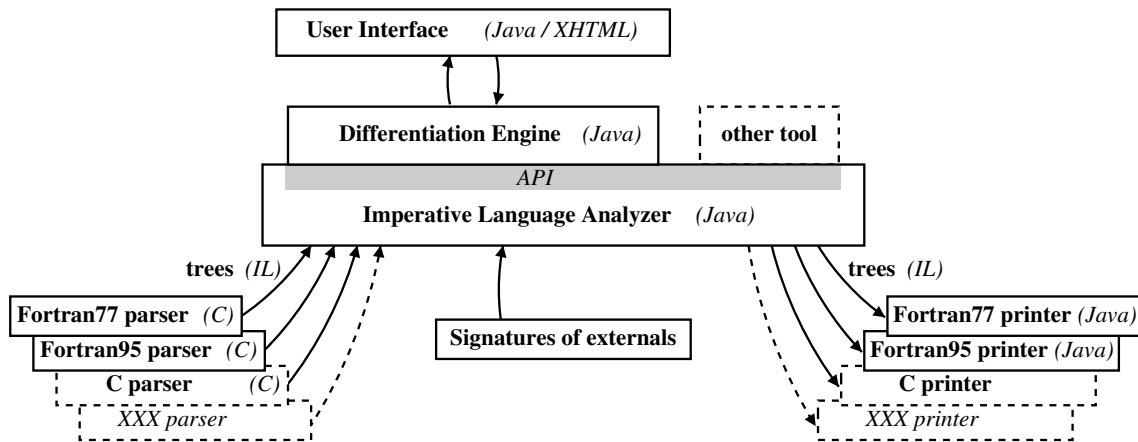 User Interface (Java / XHTML)
Differentiation Engine (Java)
other tool
API
Imperative Language Analyzer (Java)
trees (IL)
trees (IL)
Fortran77 parser (C)
Fortran95 parser (C)
C parser (C)
XXX parser
Signatures of externals
Fortran77 printer (Java)
Fortran95 printer (Java)
C printer
XXX printer